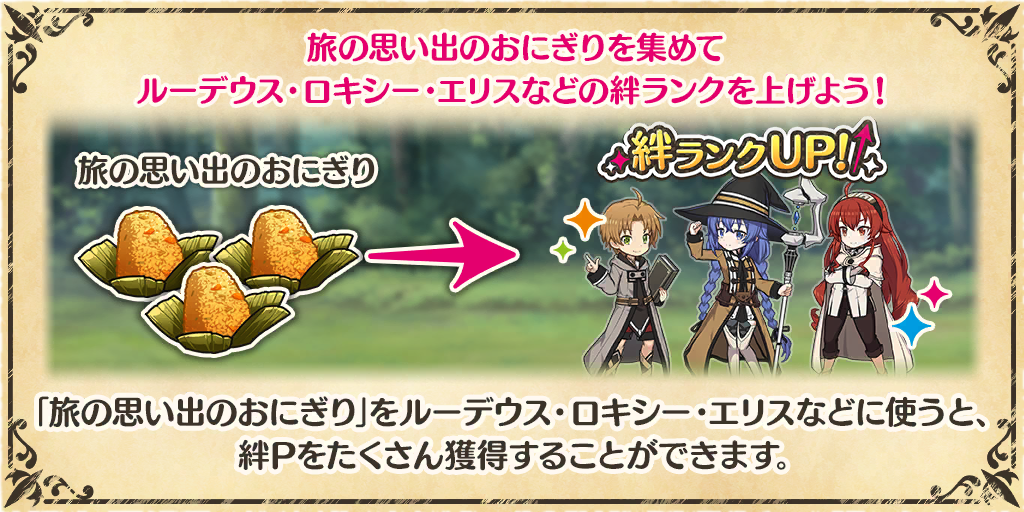 旅の思い出のおにぎりを集めて
ルーデウス・ロキシー・エリスなどの絆ランクを上げよう！
絆ランクUP!
旅の思い出のおにぎり
「旅の思い出のおにぎり」をルーデウス・ロキシー・エリスなどに使うと、
絆Pをたくさん獲得することができます。